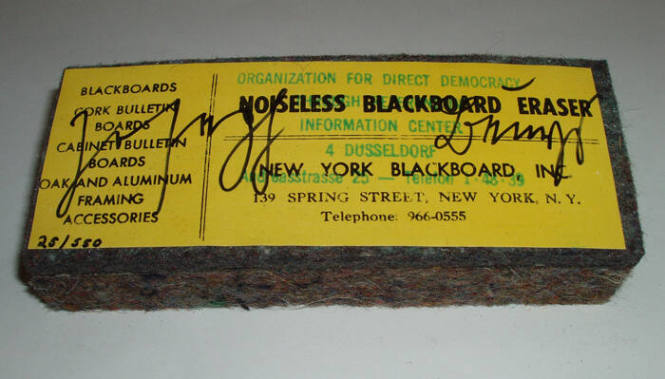 BLACKBOARDS
CORK BULLETIN
BOARDS
CABINET BULLETIN
BOARDS
OAK AND ALUMINUM
FRAMING
ACCESSORIES
25/550
ORGANIZATION FOR DIRECT DEMOCRACY
NOISELESS BLACKBOARD ERASER
INFORMATION CENTER
4 DUSSELDORF
NEW YORK BLACKBOARD, INC
139 SPRING STREET, NEW YORK, N. Y.
Telephone: 966-0555